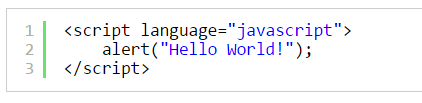 1 <script language="javascript">
2     alert("Hello World!");
3 </script>